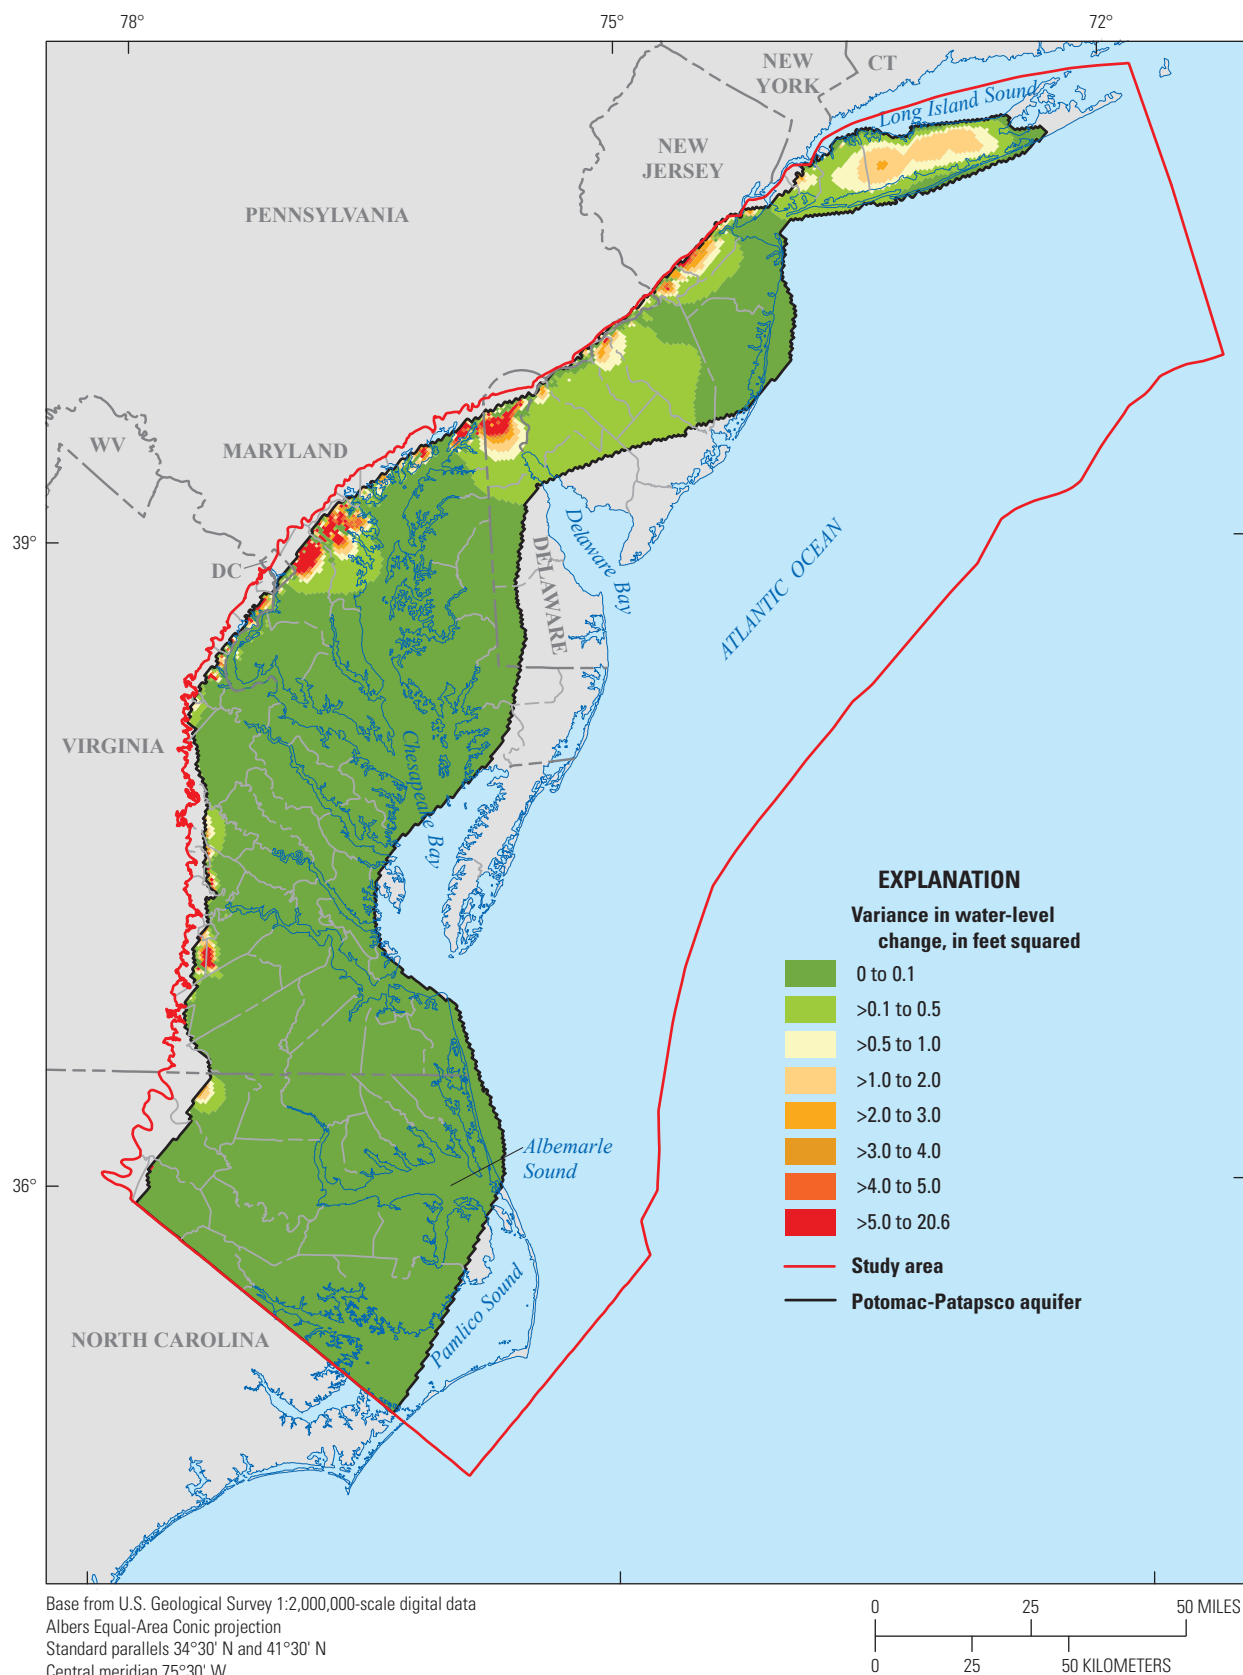 78°
75°
72°
NEW
YORK
CT
Long Island Sound
NEW
JERSEY
PENNSYLVANIA
WV
MARYLAND
39°
DC
DELAWARE
Delaware Bay
ATLANTIC OCEAN
VIRGINIA
Chesapeake Bay
EXPLANATION
Variance in water-level
change, in feet squared
0 to 0.1
>0.1 to 0.5
>0.5 to 1.0
>1.0 to 2.0
>2.0 to 3.0
>3.0 to 4.0
>4.0 to 5.0
>5.0 to 20.6
Study area
Potomac-Patapsco aquifer
Albemarle
Sound
36°
Pamlico Sound
NORTH CAROLINA
Base from U.S. Geological Survey 1:2,000,000-scale digital data
Albers Equal-Area Conic projection
Standard parallels 34°30' N and 41°30' N
Central meridian 75°30' W
0 25 50 MILES
0 25 50 KILOMETERS